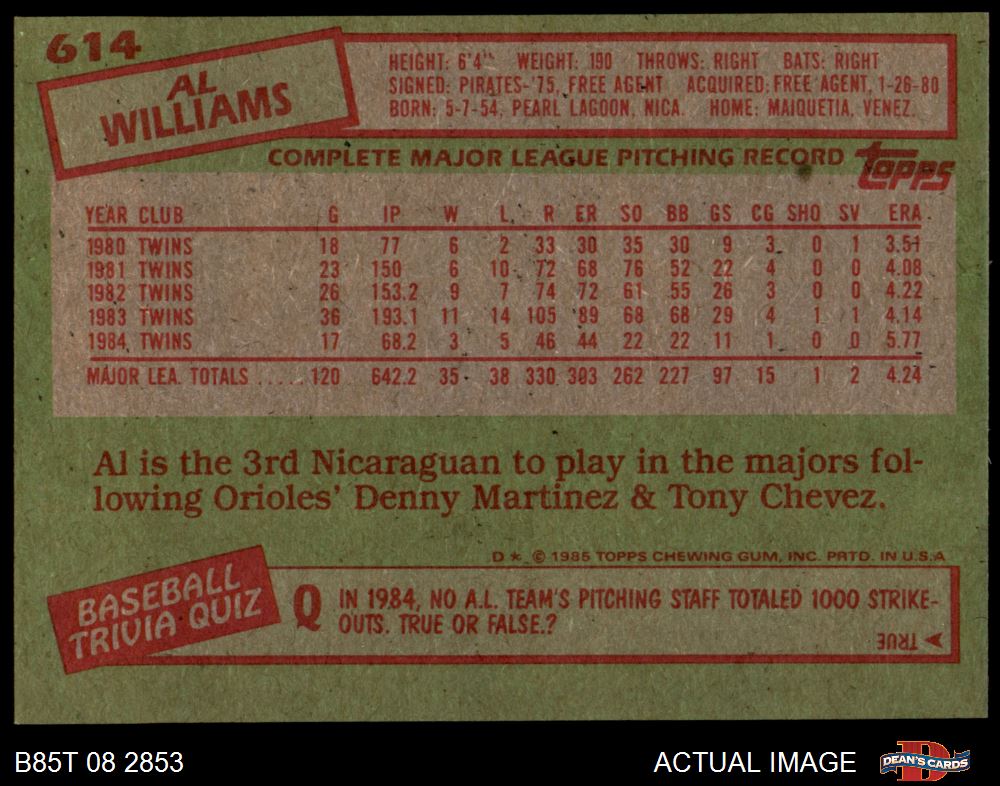 614
AL
WILLIAMS
HEIGHT: 6'4" WEIGHT: 190 THROWS: RIGHT BATS: RIGHT
SIGNED: PIRATES-'75, FREE AGENT ACQUIRED: FREE AGENT, 1-26-80
BORN: 5-7-54, PEARL LAGOON, NICA. HOME: MAIQUETIA, VENEZ.
COMPLETE MAJOR LEAGUE PITCHING RECORD topps
YEAR CLUB G IP W L R ER SO BB GS CG SHO SV ERA
1980 TWINS 18 77 6 2 33 30 35 30 9 3 0 1 3.51
1981 TWINS 23 150 6 10 72 68 76 52 22 4 0 0 4.08
1982 TWINS 26 153.2 9 7 74 72 61 55 26 3 0 0 4.22
1983 TWINS 36 193.1 11 14 105 89 68 68 29 4 1 1 4.14
1984 TWINS 17 68.2 3 5 46 44 22 22 11 1 0 0 5.77
MAJOR LEA. TOTALS ..... 120 642.2 35 38 330 303 262 227 97 15 1 2 4.24
Al is the 3rd Nicaraguan to play in the majors fol-
lowing Orioles' Denny Martinez & Tony Chevez.
D * © 1985 TOPPS CHEWING GUM, INC. PRTD. IN U.S.A
BASEBALL
TRIVIA QUIZ
Q IN 1984, NO A.L. TEAM'S PITCHING STAFF TOTALED 1000 STRIKE-
OUTS. TRUE OR FALSE.?
TRUE
B85T 08 2853 ACTUAL IMAGE DEAN'S CARDS